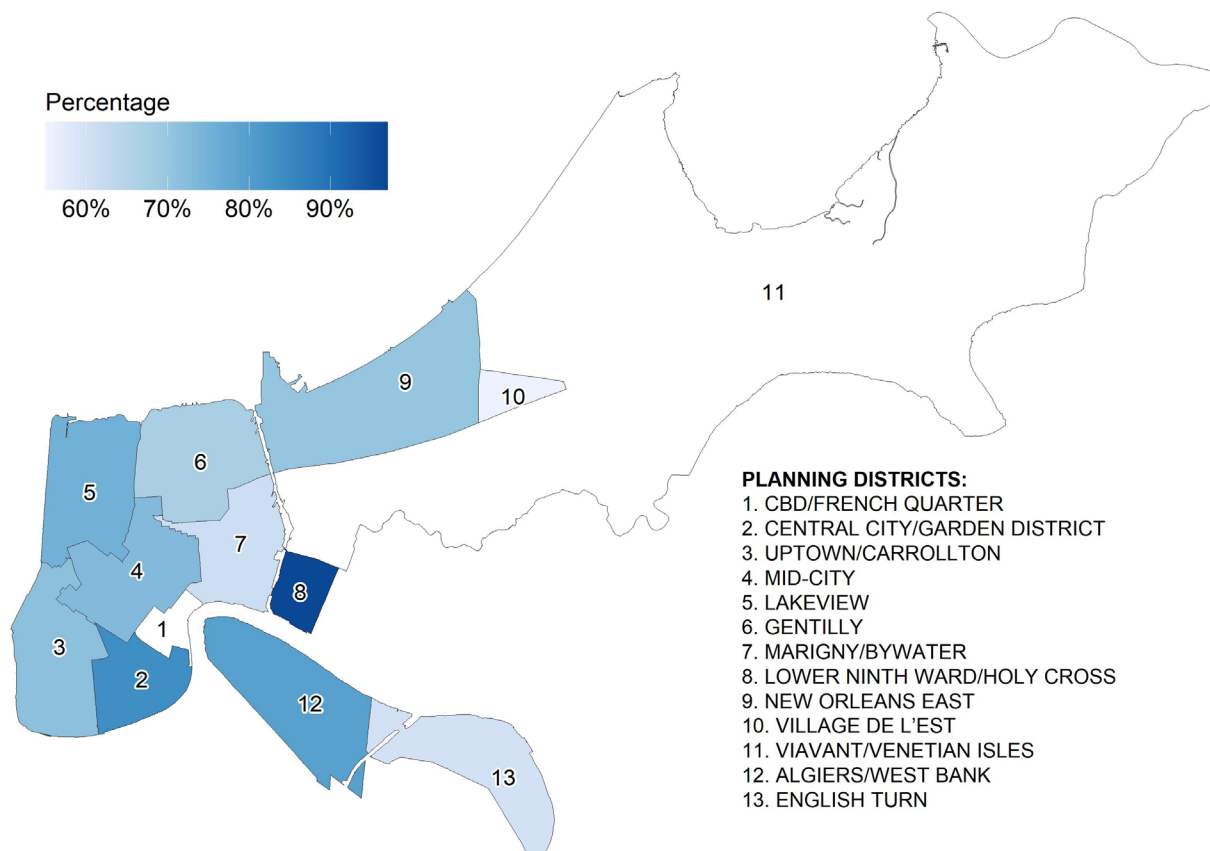 Percentage
60% 70% 80% 90%
11
9
10
6
5
7
4
8
1
3
2
12
13
PLANNING DISTRICTS:
1. CBD/FRENCH QUARTER
2. CENTRAL CITY/GARDEN DISTRICT
3. UPTOWN/CARROLLTON
4. MID-CITY
5. LAKEVIEW
6. GENTILLY
7. MARIGNY/BYWATER
8. LOWER NINTH WARD/HOLY CROSS
9. NEW ORLEANS EAST
10. VILLAGE DE L’EST
11. VIAVANT/VENETIAN ISLES
12. ALGIERS/WEST BANK
13. ENGLISH TURN